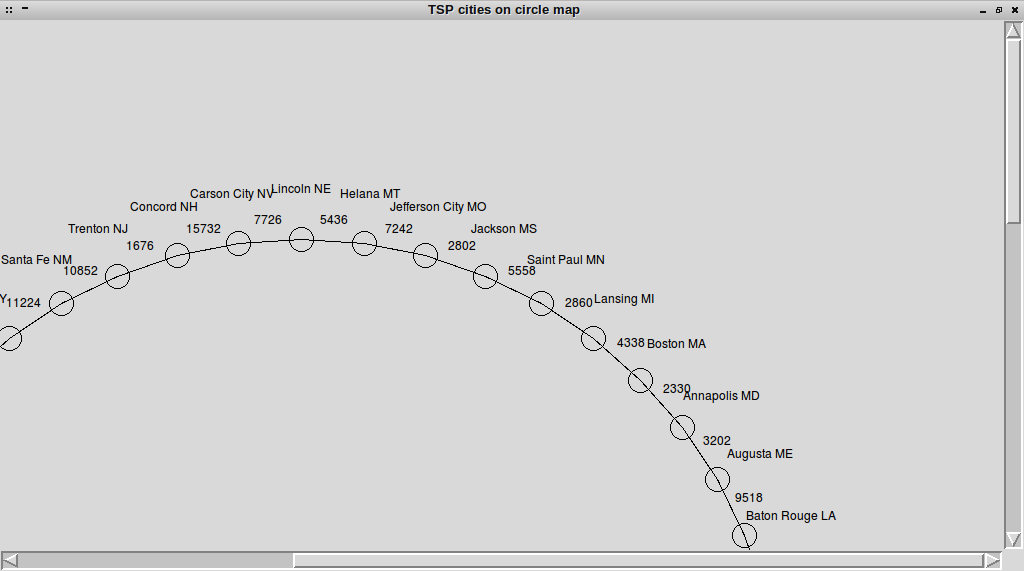 TSP cities on circle map
Lincoln NE
Carson City NV
Helana MT
Concord NH
Jefferson City MO
7726
5436
Trenton NJ
15732
7242
Jackson MS
1676
2802
Santa Fe NM
Saint Paul MN
10852
5558
Y
11224
2860
Lansing MI
4338
Boston MA
2330
Annapolis MD
3202
Augusta ME
9518
Baton Rouge LA